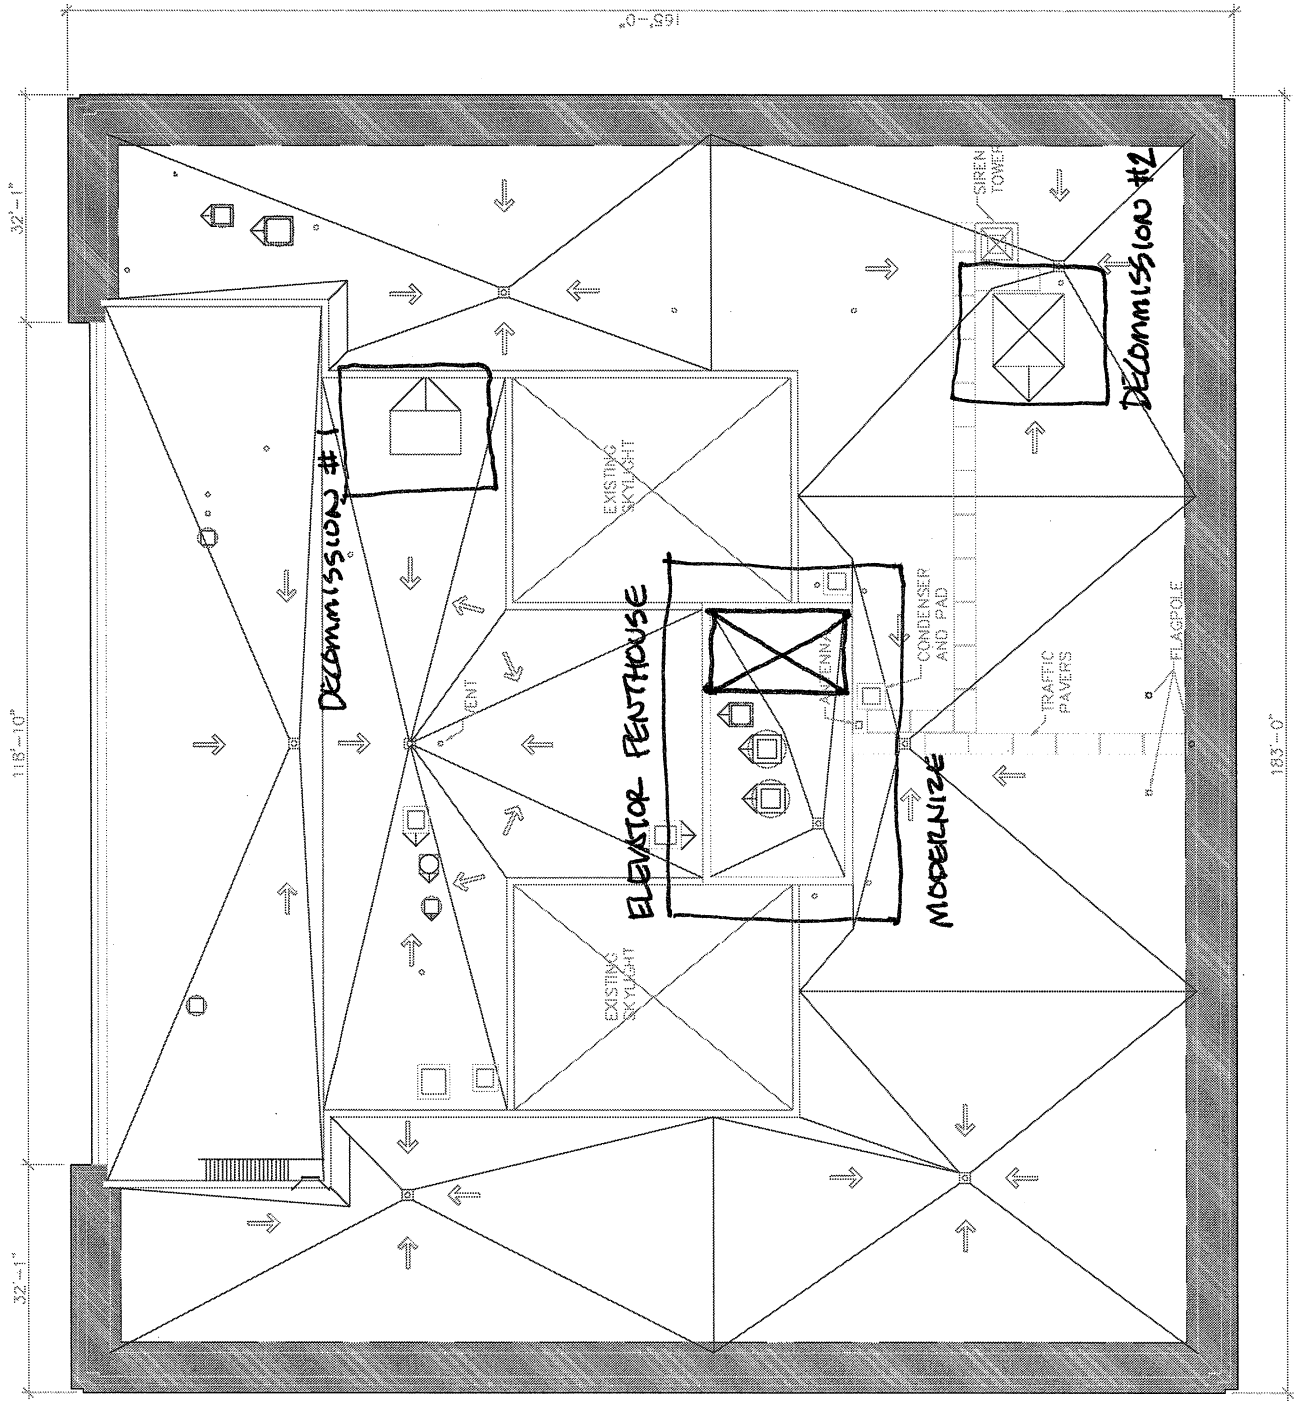 165'-0"
32'-1"
118'-10"
32'-1"
183'-0"
SIREN
TOWER
DECOMMISSION #2
DECOMMISSION #1
EXISTING
SKYLIGHT
ELEVATOR PENTHOUSE
ANTENNA
CONDENSER
AND PAD
VENT
TRAFFIC
PAVERS
FLAGPOLE
MODERNIZE
EXISTING
SKYLIGHT